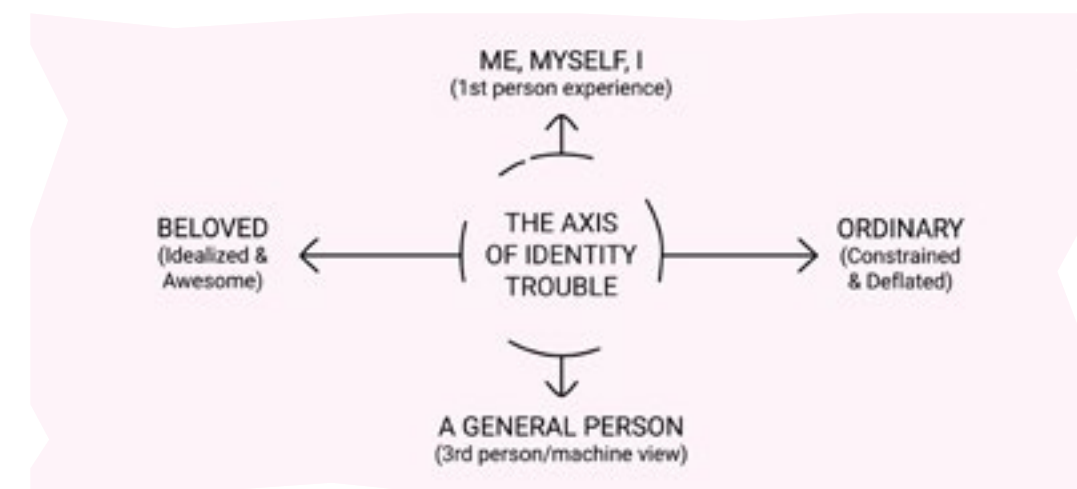 ME, MYSELF, I
(1st person experience)
BELOVED
(Idealized &
Awesome)
THE AXIS
OF IDENTITY
TROUBLE
ORDINARY
(Constrained
& Deflated)
A GENERAL PERSON
(3rd person/machine view)